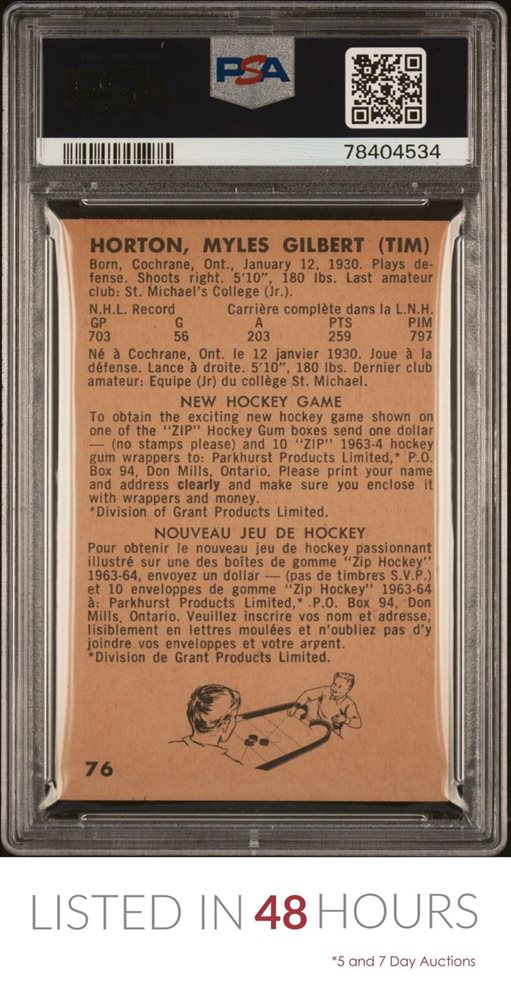 PSA
78404534
HORTON, MYLES GILBERT (TIM)
Born, Cochrane, Ont., January 12, 1930. Plays de-
fense. Shoots right. 5'10", 180 lbs. Last amateur
club: St. Michael's College (Jr.).
N.H.L. Record Carrière complète dans la L.N.H.
GP G A PTS PIM
703 56 203 259 797
Né à Cochrane, Ont. le 12 janvier 1930. Joue à la
défense. Lance à droite. 5'10", 180 lbs. Dernier club
amateur: Equipe (Jr) du collège St. Michael.
NEW HOCKEY GAME
To obtain the exciting new hockey game shown on
one of the "ZIP" Hockey Gum boxes send one dollar
— (no stamps please) and 10 "ZIP" 1963-4 hockey
gum wrappers to: Parkhurst Products Limited,* P.O.
Box 94, Don Mills, Ontario. Please print your name
and address clearly and make sure you enclose it
with wrappers and money.
*Division of Grant Products Limited.
NOUVEAU JEU DE HOCKEY
Pour obtenir le nouveau jeu de hockey passionnant
illustré sur une des boîtes de gomme "Zip Hockey"
1963-64, envoyez un dollar — (pas de timbres S.V.P.)
et 10 enveloppes de gomme "Zip Hockey" 1963-64
à: Parkhurst Products Limited,* P.O. Box 94, Don
Mills, Ontario. Veuillez inscrire vos nom et adresse,
lisiblement en lettres moulées et n'oubliez pas d'y
joindre vos enveloppes et votre argent.
*Division de Grant Products Limited.
76
LISTED IN 48 HOURS
*5 and 7 Day Auctions